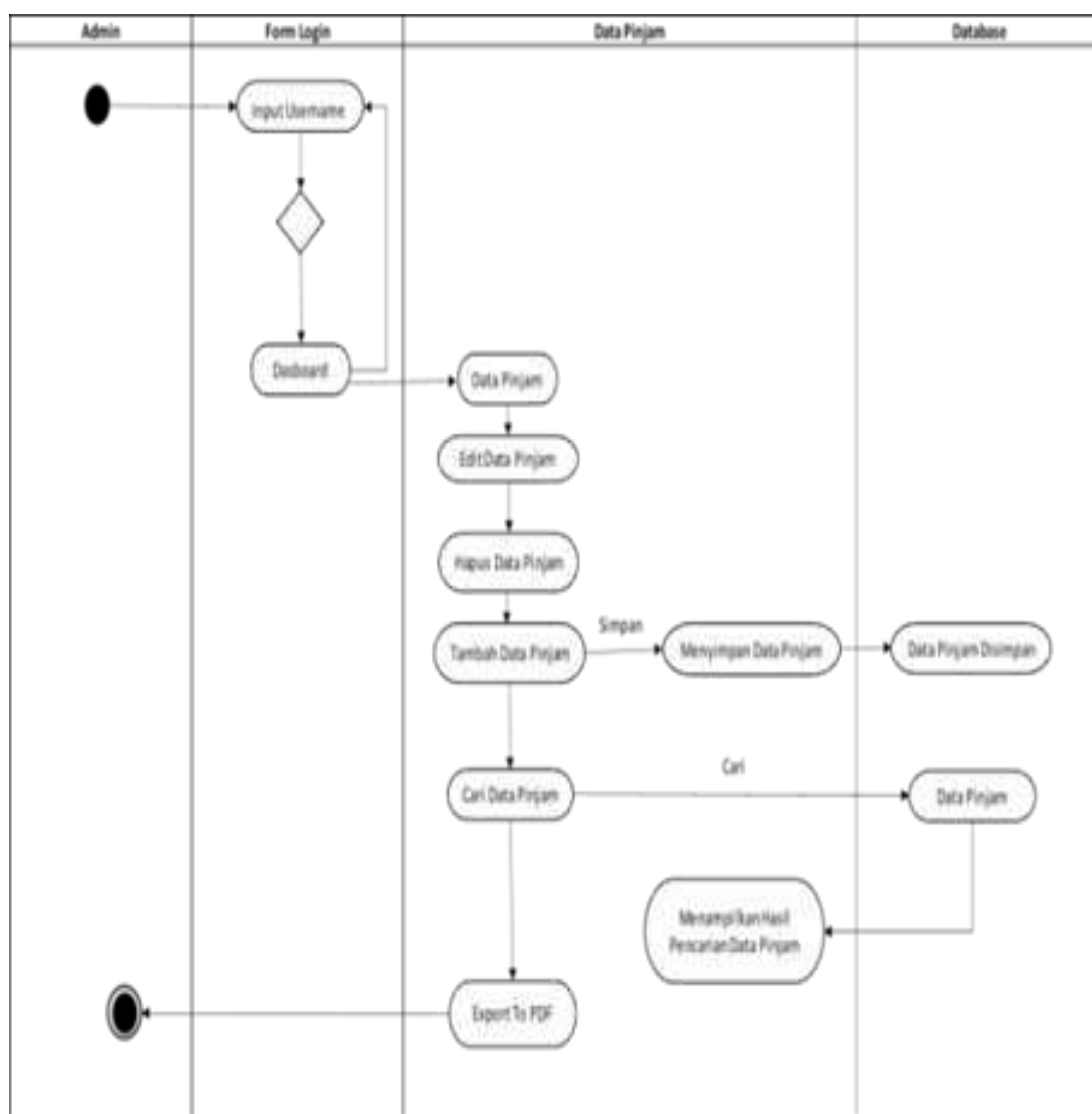 Admin
Form Login
Data Pinjam
Database
Input Username
Dasboard
Data Pinjam
Edit Data Pinjam
Hapus Data Pinjam
Simpan
Tambah Data Pinjam
Menyimpan Data Pinjam
Data Pinjam Disimpan
Cari
Cari Data Pinjam
Data Pinjam
Menampilkan Hasil
Pencarian Data Pinjam
Export To PDF